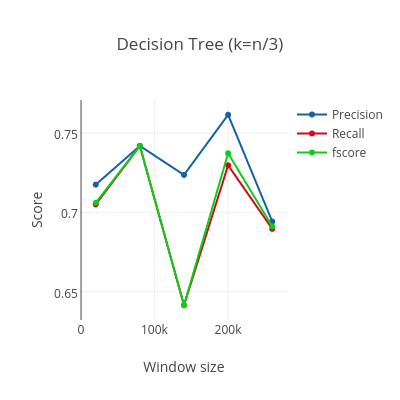 Decision Tree (k=n/3)
Precision
Recall
fscore
0.75
0.7
0.65
Score
0
100k
200k
Window size